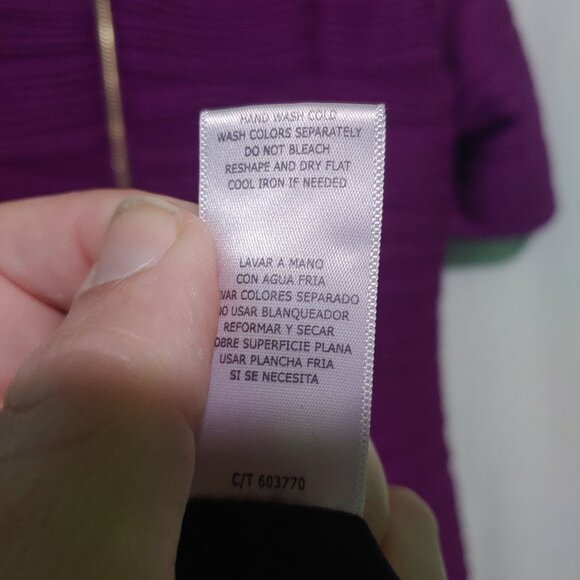 HAND WASH COLD
WASH COLORS SEPARATELY
DO NOT BLEACH
RESHAPE AND DRY FLAT
COOL IRON IF NEEDED
LAVAR A MANO
CON AGUA FRIA
VAR COLORES SEPARADO
O USAR BLANQUEADOR
REFORMAR Y SECAR
OBRE SUPERFICIE PLANA
USAR PLANCHA FRIA
SI SE NECESITA
C/T 603770